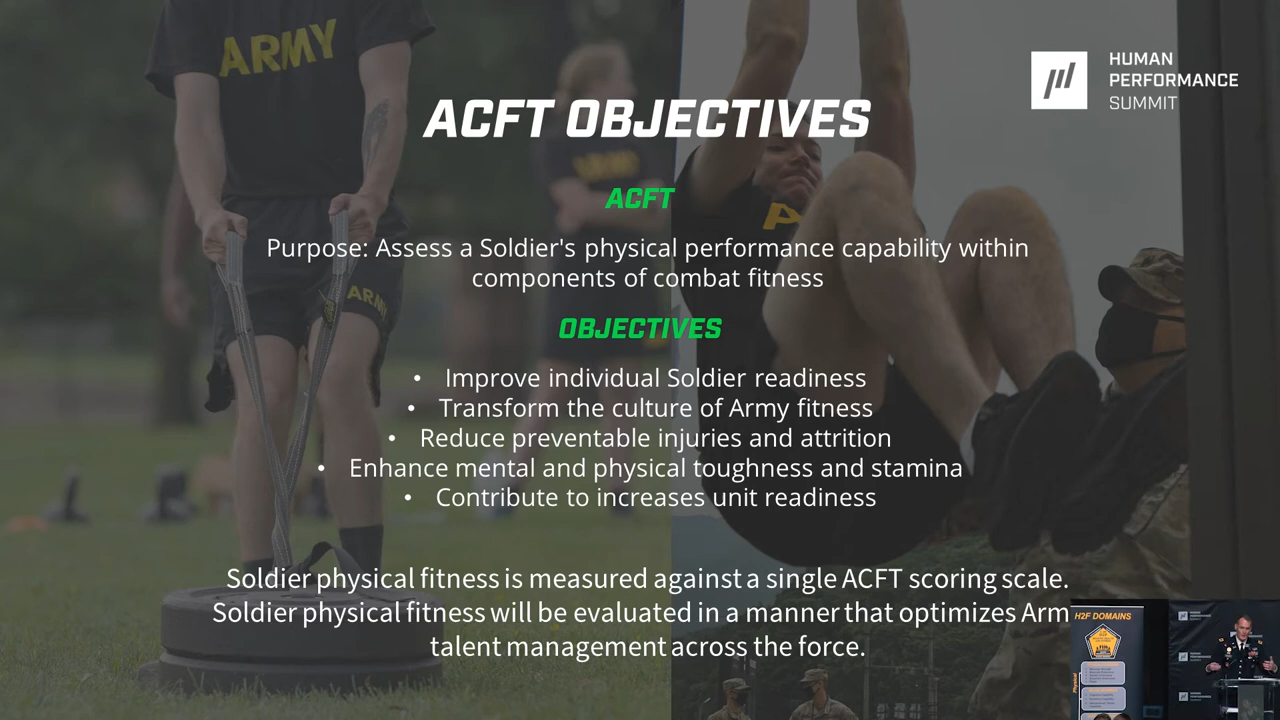 ARMY
HUMAN
PERFORMANCE
SUMMIT
ACFT OBJECTIVES
ACFT
Purpose: Assess a Soldier's physical performance capability within
components of combat fitness
ARMY
OBJECTIVES
• Improve individual Soldier readiness
• Transform the culture of Army fitness
• Reduce preventable injuries and attrition
• Enhance mental and physical toughness and stamina
• Contribute to increases unit readiness
Soldier physical fitness is measured against a single ACFT scoring scale.
Soldier physical fitness will be evaluated in a manner that optimizes Arm
talent management across the force.
H2F DOMAINS
Physical